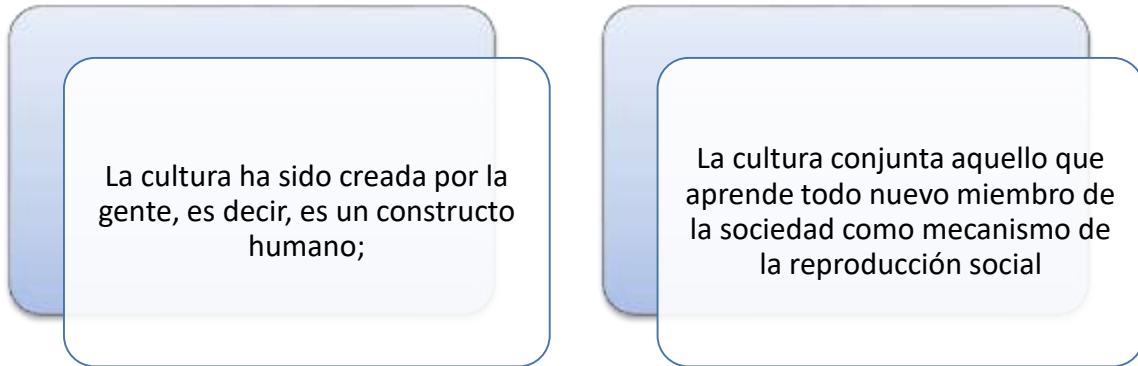 La cultura ha sido creada por la
gente, es decir, es un constructo
humano;
La cultura conjunta aquello que
aprende todo nuevo miembro de
la sociedad como mecanismo de
la reproducción social